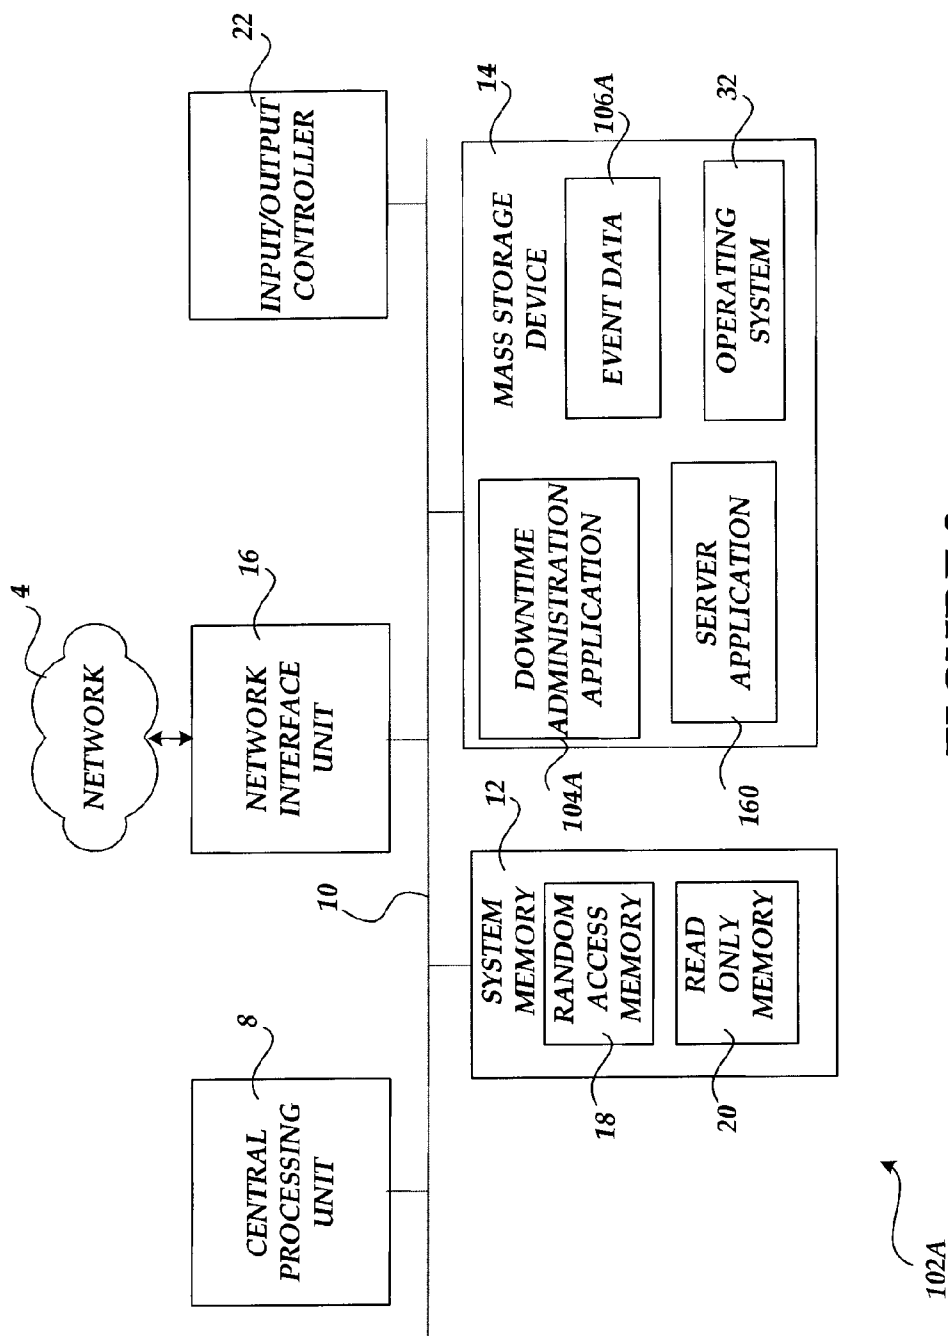 NETWORK
4
CENTRAL
PROCESSING
UNIT
8
NETWORK
INTERFACE
UNIT
16
INPUT/OUTPUT
CONTROLLER
22
10
SYSTEM
MEMORY
12
RANDOM
ACCESS
MEMORY
18
READ
ONLY
MEMORY
20
MASS STORAGE
DEVICE
14
DOWNTIME
ADMINISTRATION
APPLICATION
104A
EVENT DATA
106A
SERVER
APPLICATION
160
OPERATING
SYSTEM
32
102A